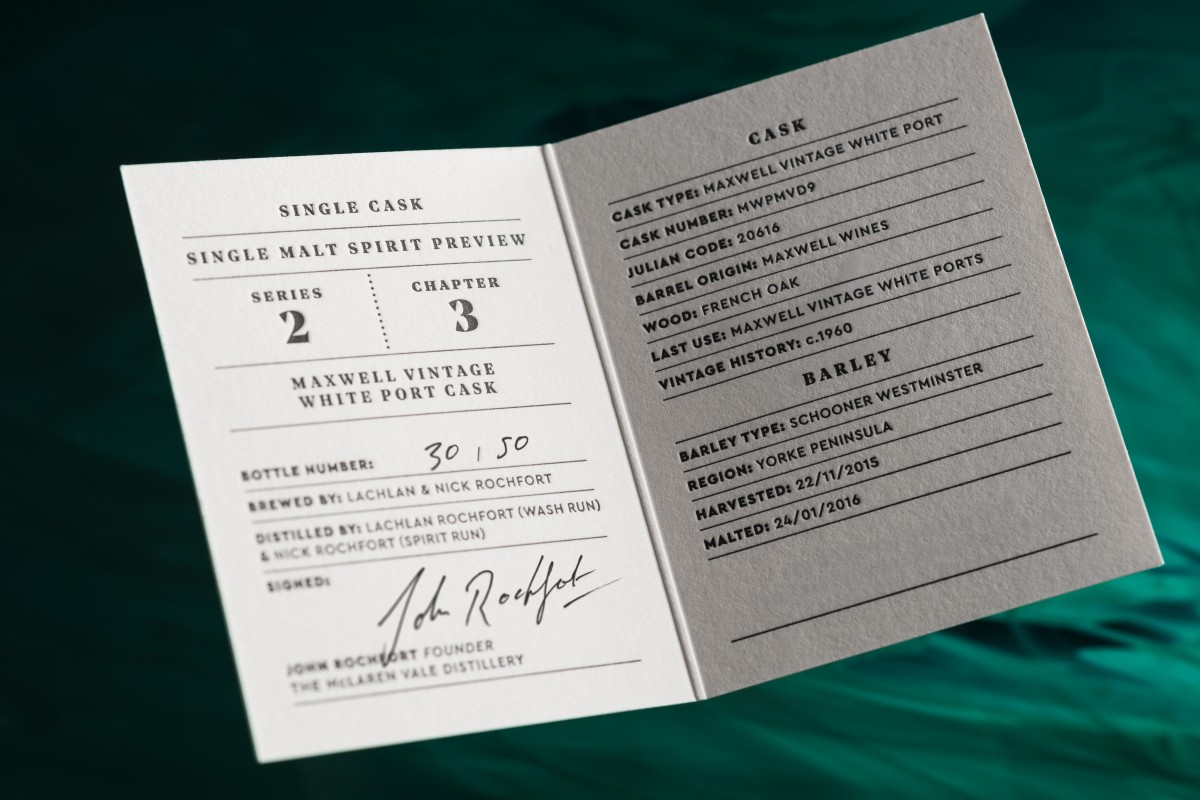 SINGLE CASK
SINGLE MALT SPIRIT PREVIEW
SERIES
2
CHAPTER
3
MAXWELL VINTAGE
WHITE PORT CASK
BOTTLE NUMBER: 30 / 50
BREWED BY: LACHLAN & NICK ROCHFORT
DISTILLED BY: LACHLAN ROCHFORT (WASH RUN)
& NICK ROCHFORT (SPIRIT RUN)
SIGNED:
John Rochfort
JOHN ROCHFORT FOUNDER
THE McLAREN VALE DISTILLERY
CASK
CASK TYPE: MAXWELL VINTAGE WHITE PORT
CASK NUMBER: MWPMVD9
JULIAN CODE: 20616
BARREL ORIGIN: MAXWELL WINES
WOOD: FRENCH OAK
LAST USE: MAXWELL VINTAGE WHITE PORTS
VINTAGE HISTORY: c.1960
BARLEY
BARLEY TYPE: SCHOONER WESTMINSTER
REGION: YORKE PENINSULA
HARVESTED: 22/11/2015
MALTED: 24/01/2016